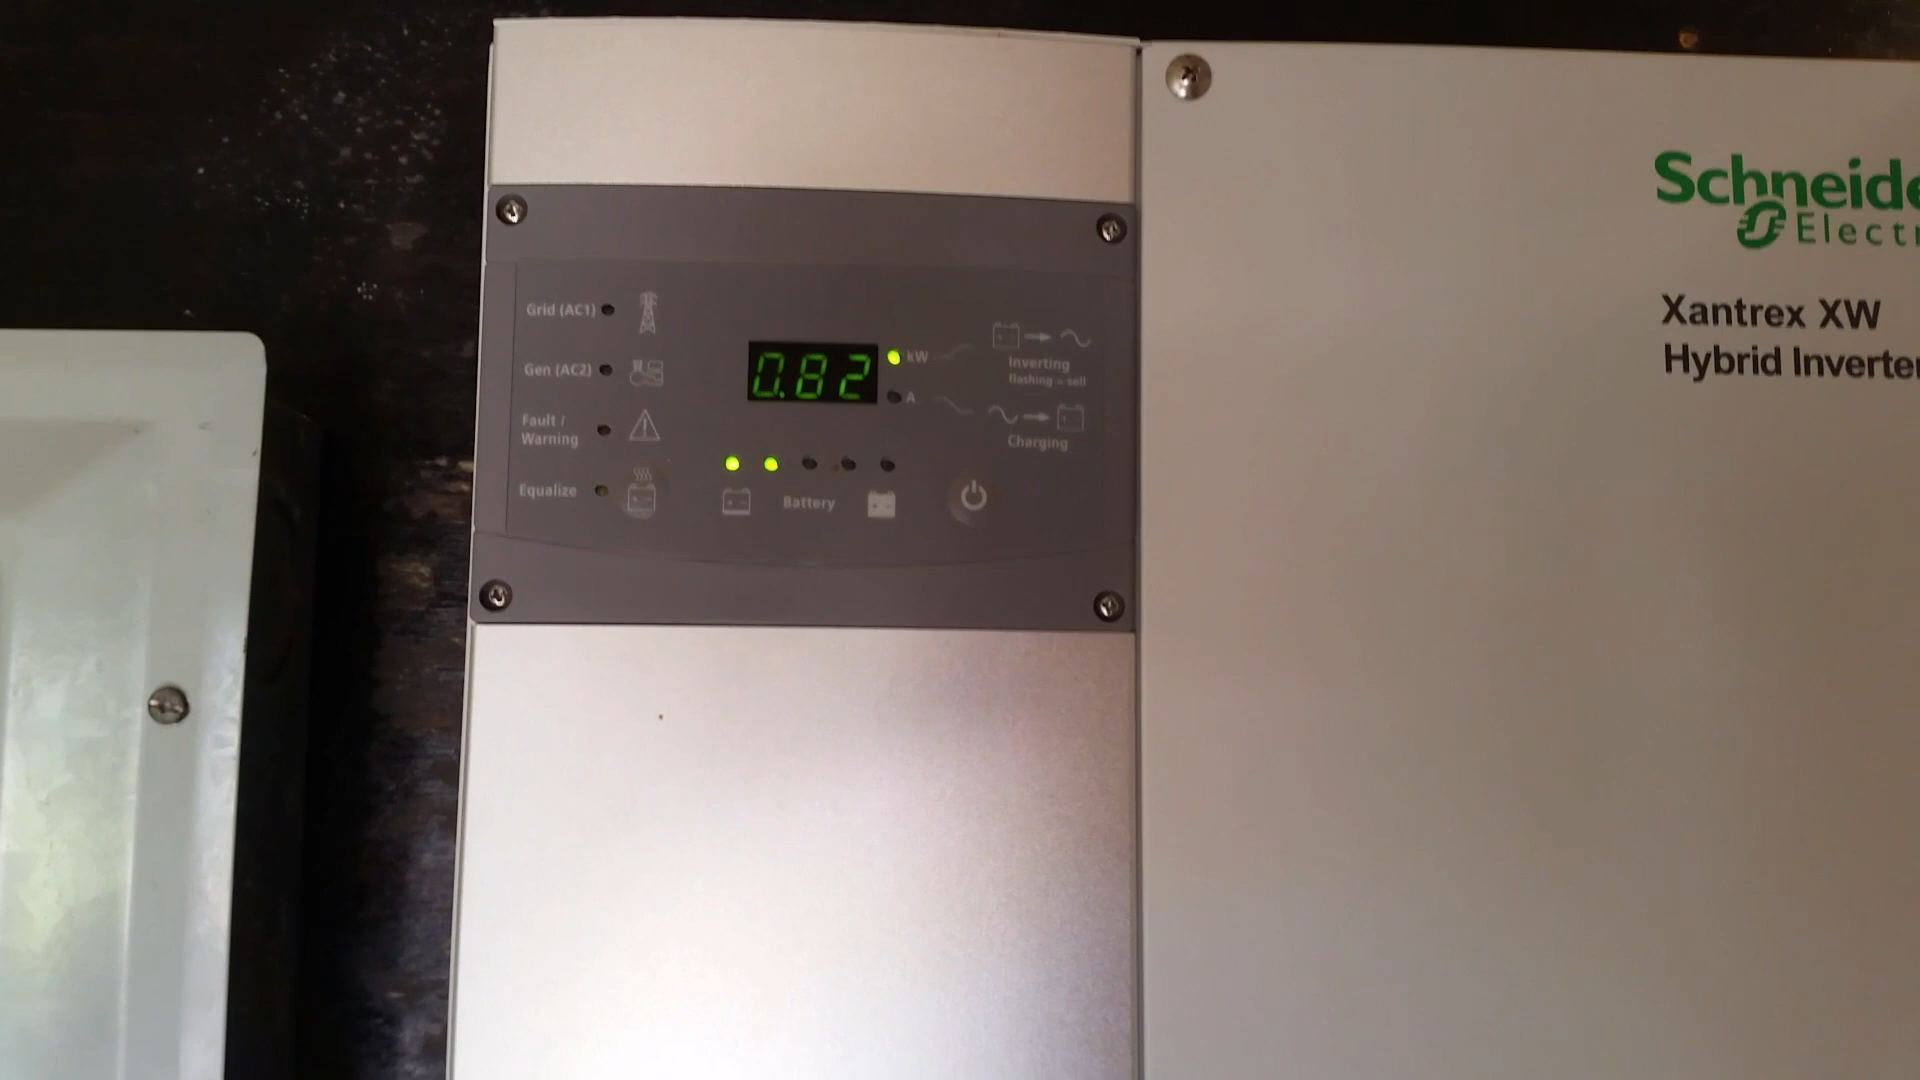 Schneide
Electr
Xantrex XW
Hybrid Inverter
Grid (AC1)
Gen (AC2)
Fault /
Warning
Equalize
0.82
kW
A
Inverting
flashing = sell
Charging
Battery